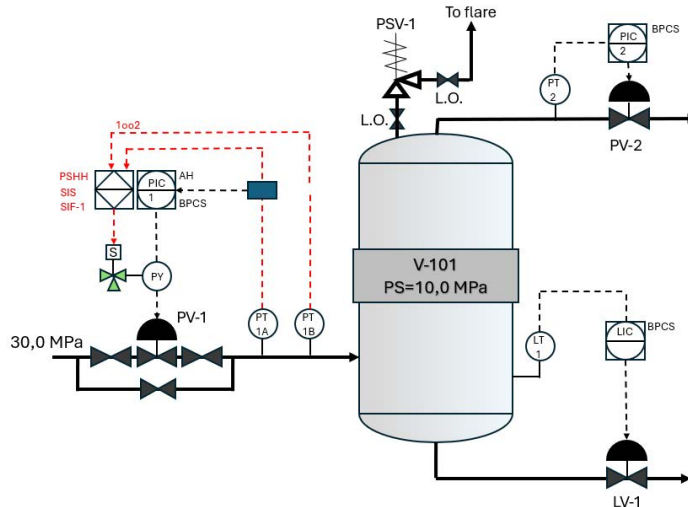 To flare
PSV-1
L.O.
L.O.
PIC
2
BPCS
PT
2
PV-2
1oo2
PSHH
SIS
SIF-1
PIC
1
AH
BPCS
S
PY
PV-1
PT
1A
PT
1B
30,0 MPa
V-101
PS=10,0 MPa
LT
1
LIC
BPCS
LV-1